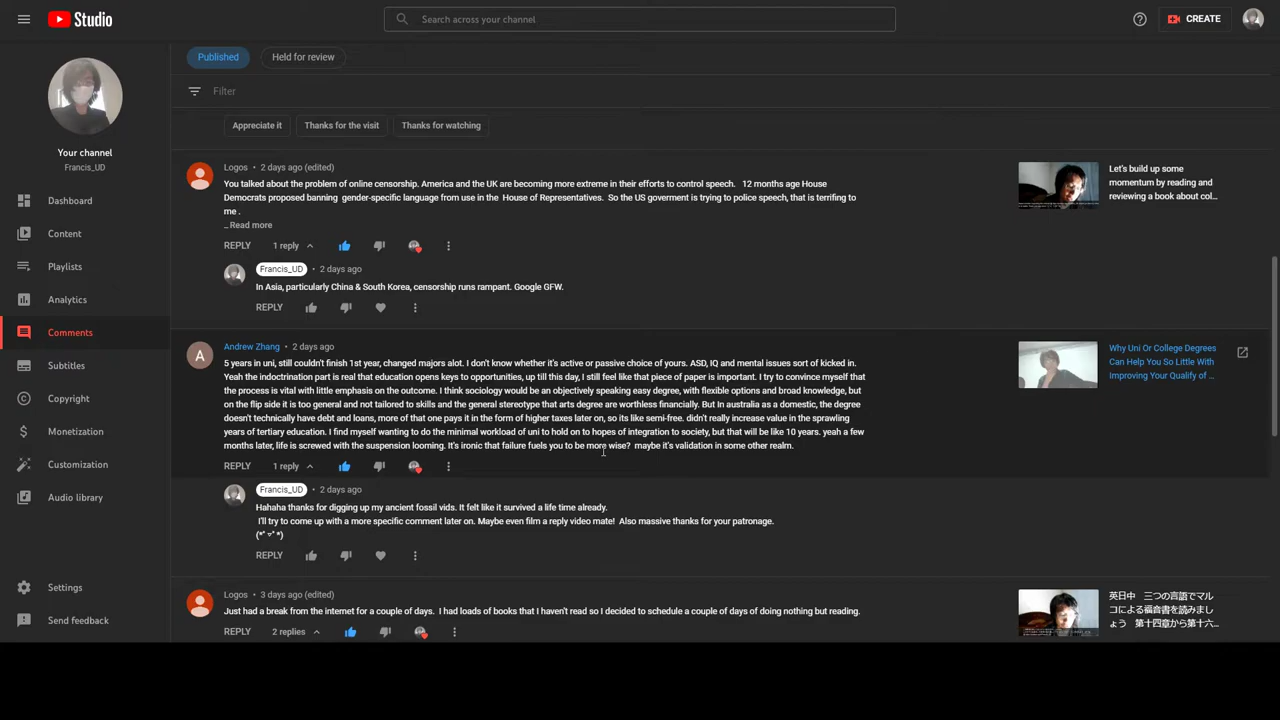 Studio
Search across your channel
CREATE
Published
Held for review
Filter
Your channel
Francis_UD
Dashboard
Content
Playlists
Analytics
Comments
Subtitles
Copyright
Monetization
Customization
Audio library
Settings
Send feedback
Appreciate it
Thanks for the visit
Thanks for watching
Logos • 2 days ago (edited)
You talked about the problem of online censorship. America and the UK are becoming more extreme in their efforts to control speech. 12 months age House
Democrats proposed banning gender-specific language from use in the House of Representatives. So the US goverment is trying to police speech, that is terrifing to
me .
... Read more
REPLY
1 reply
Let's build up some
momentum by reading and
reviewing a book about col...
Francis_UD • 2 days ago
In Asia, particularly China & South Korea, censorship runs rampant. Google GFW.
REPLY
Andrew Zhang • 2 days ago
5 years in uni, still couldn't finish 1st year, changed majors alot. I don't know whether it's active or passive choice of yours. ASD, IQ and mental issues sort of kicked in.
Yeah the indoctrination part is real that education opens keys to opportunities, up till this day, I still feel like that piece of paper is important. I try to convince myself that
the process is vital with little emphasis on the outcome. I think sociology would be an objectively speaking easy degree, with flexible options and broad knowledge, but
on the flip side it is too general and not tailored to skills and the general stereotype that arts degree are worthless financially. But In australia as a domestic, the degree
doesn't technically have debt and loans, more of that one pays it in the form of higher taxes later on, so its like semi-free. didn't really increase value in the sprawling
years of tertiary education. I find myself wanting to do the minimal workload of uni to hold on to hopes of integration to society, but that will be like 10 years. yeah a few
months later, life is screwed with the suspension looming. It's ironic that failure fuels you to be more wise? maybe it's validation in some other realm.
REPLY
1 reply
Why Uni Or College Degrees
Can Help You So Little With
Improving Your Quality of ...
Francis_UD • 2 days ago
Hahaha thanks for digging up my ancient fossil vids. It felt like it survived a life time already.
I'll try to come up with a more specific comment later on. Maybe even film a reply video mate! Also massive thanks for your patronage.
(*˚▽˚*)
REPLY
Logos • 3 days ago (edited)
Just had a break from the internet for a couple of days. I had loads of books that I haven't read so I decided to schedule a couple of days of doing nothing but reading.
REPLY
2 replies
英日中 三つの言語でマル
コによる福音書を読みまし
ょう 第十四章から第十六...